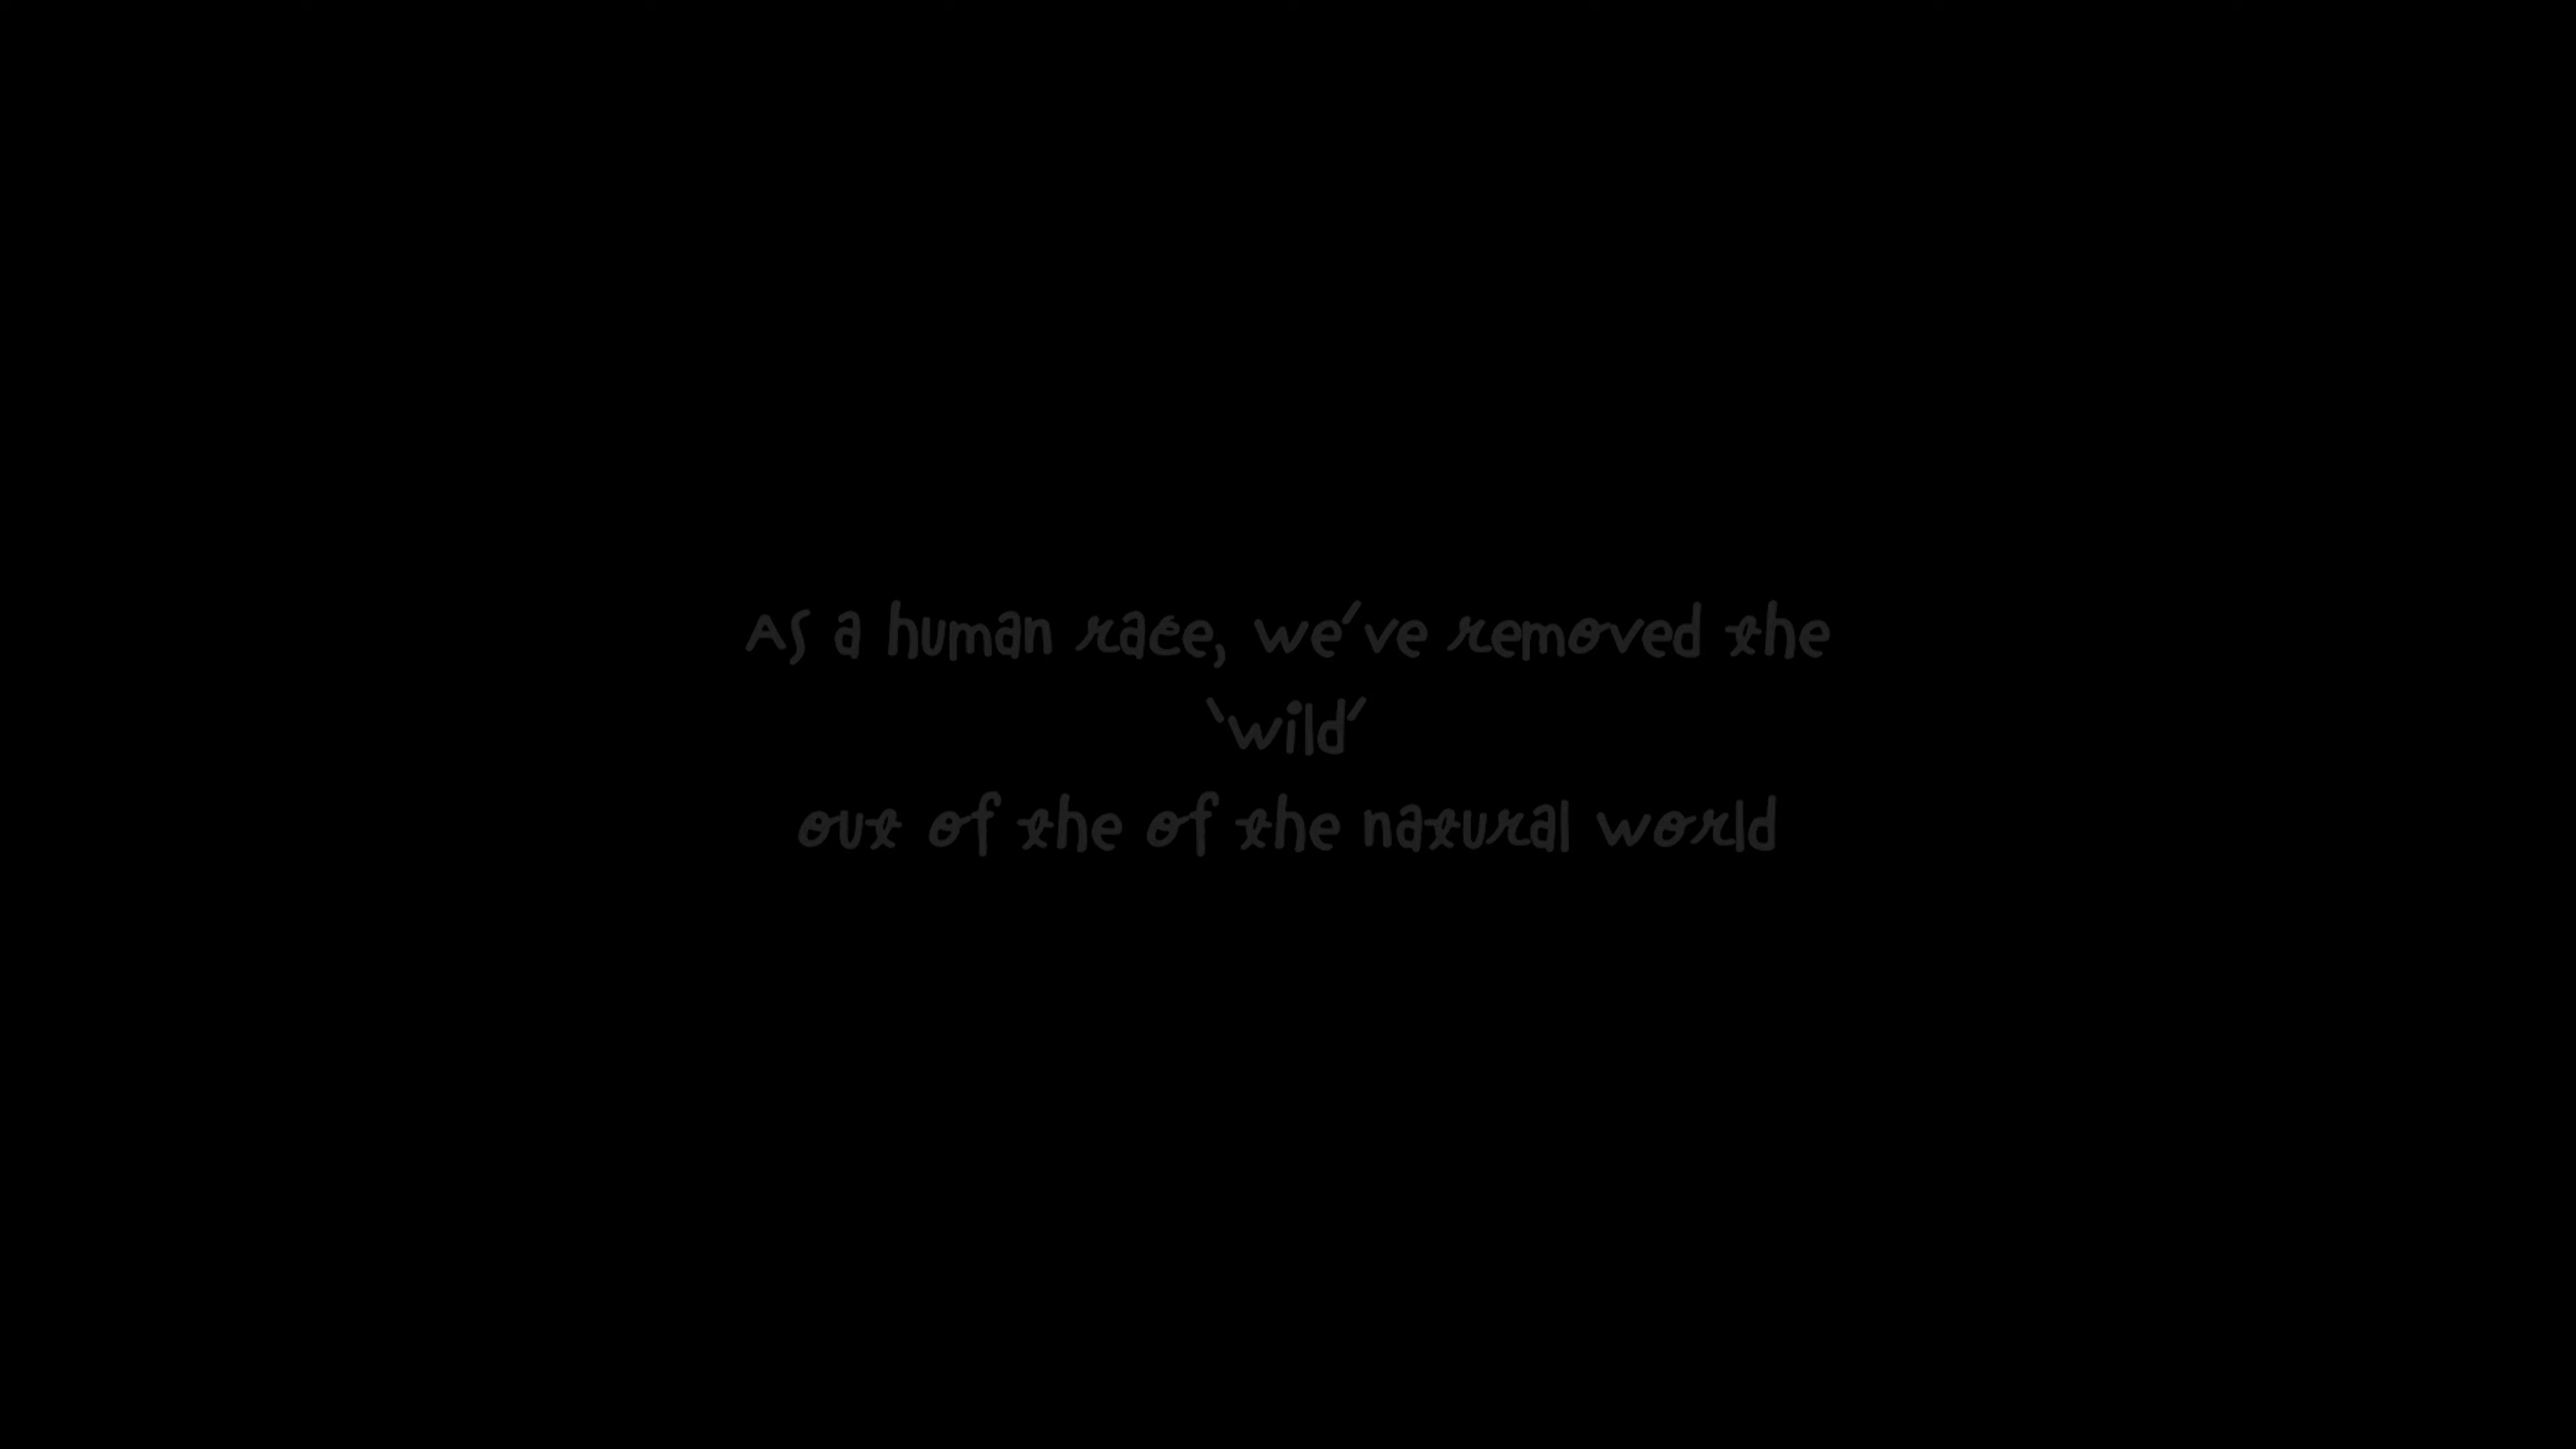 As a human race, we've removed the
'wild'
out of the of the natural world